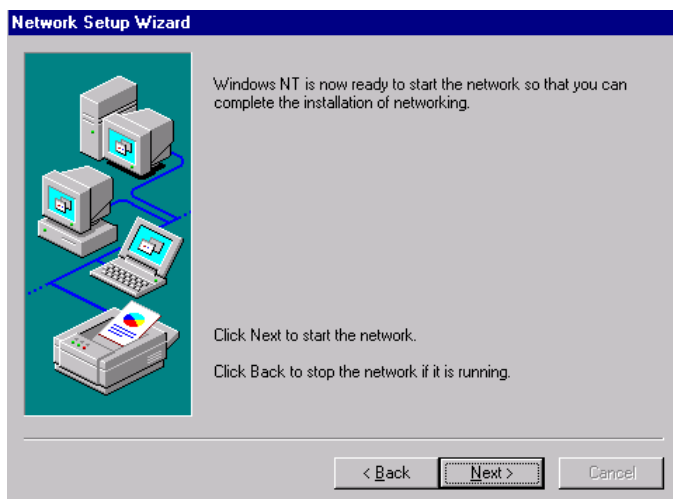 Network Setup Wizard
Windows NT is now ready to start the network so that you can
complete the installation of networking.
Click Next to start the network.
Click Back to stop the network if it is running.
< Back Next > Cancel